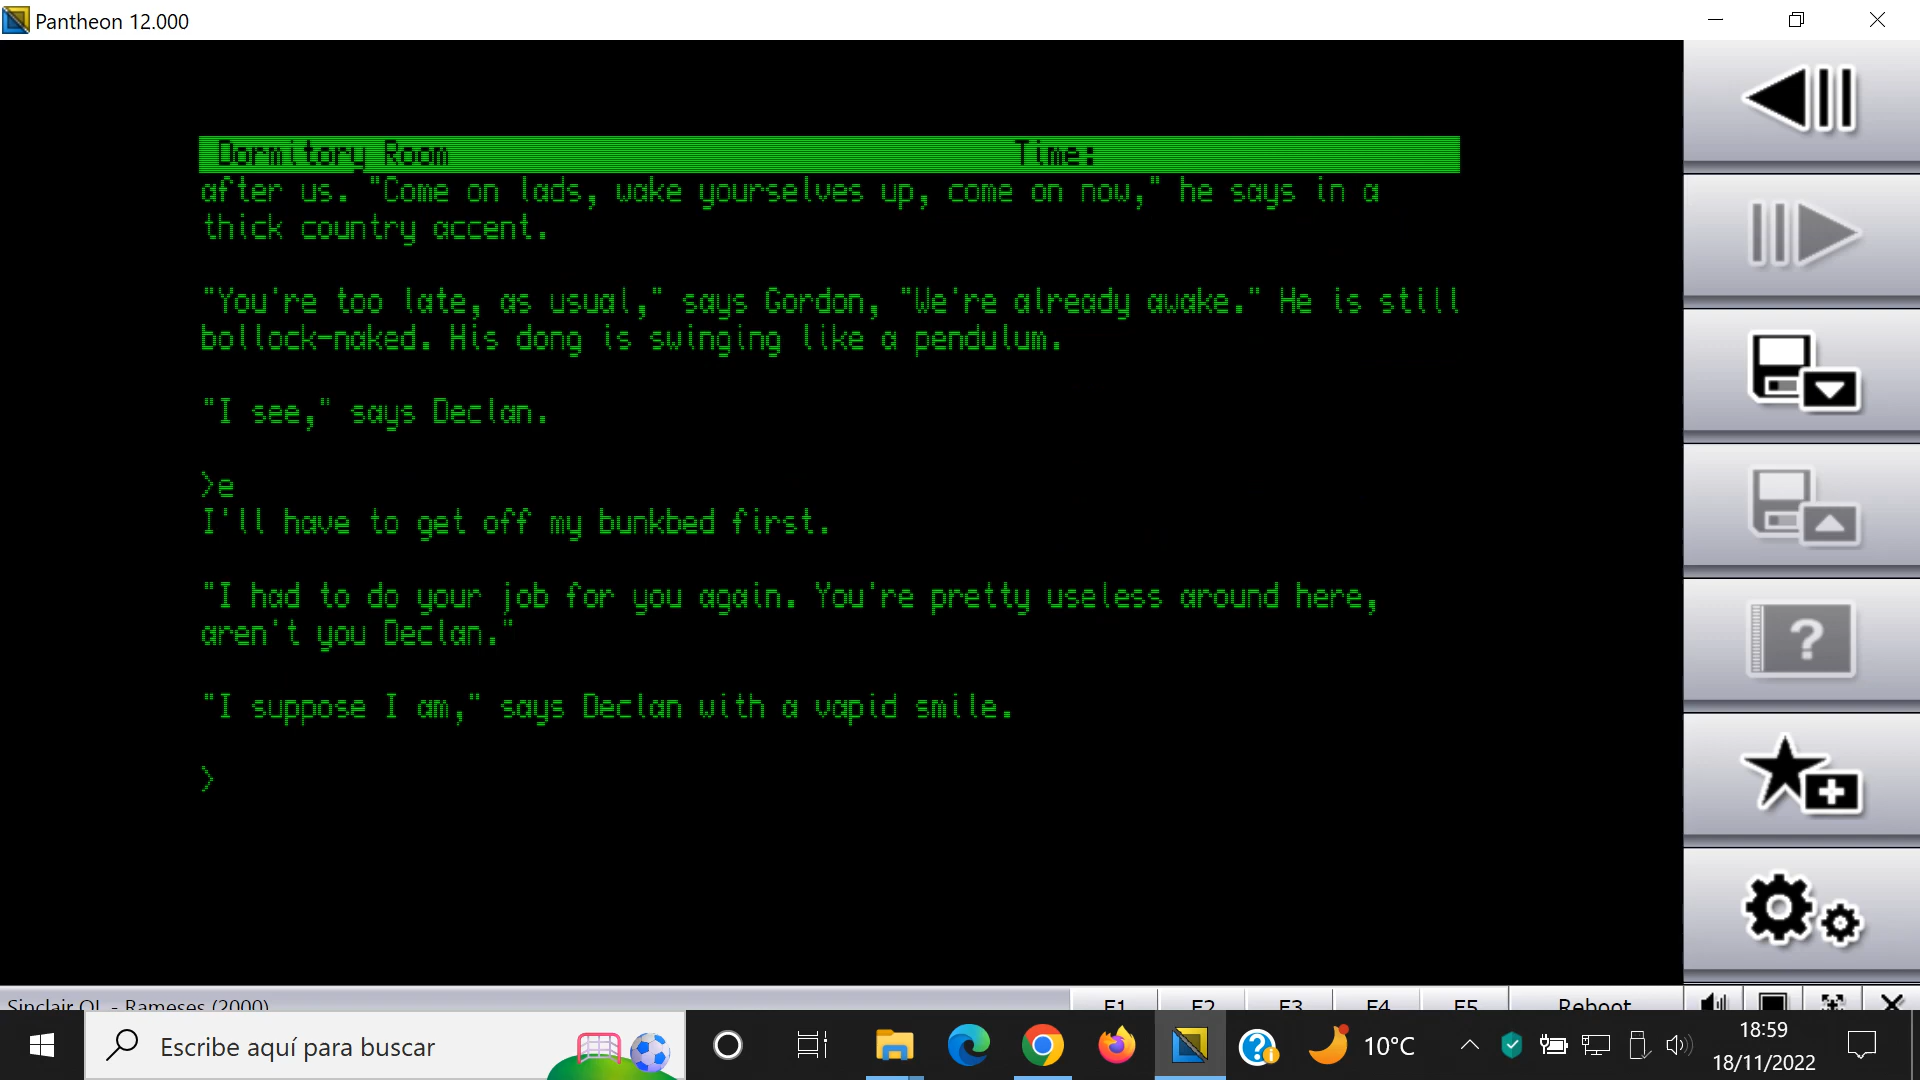 Pantheon 12.000
Dormitory Room Time:
after us. "Come on lads, wake yourselves up, come on now," he says in a
thick country accent.
"You're too late, as usual," says Gordon, "We're already awake." He is still
bollock-naked. His dong is swinging like a pendulum.
"I see," says Declan.
>e
I'll have to get off my bunkbed first.
"I had to do your job for you again. You're pretty useless around here,
aren't you Declan."
"I suppose I am," says Declan with a vapid smile.
>
?
Sinclair QL - Rameses (2000) F1 F2 F3 F4 F5 Reboot
Escribe aquí para buscar 10°C 18:59
18/11/2022